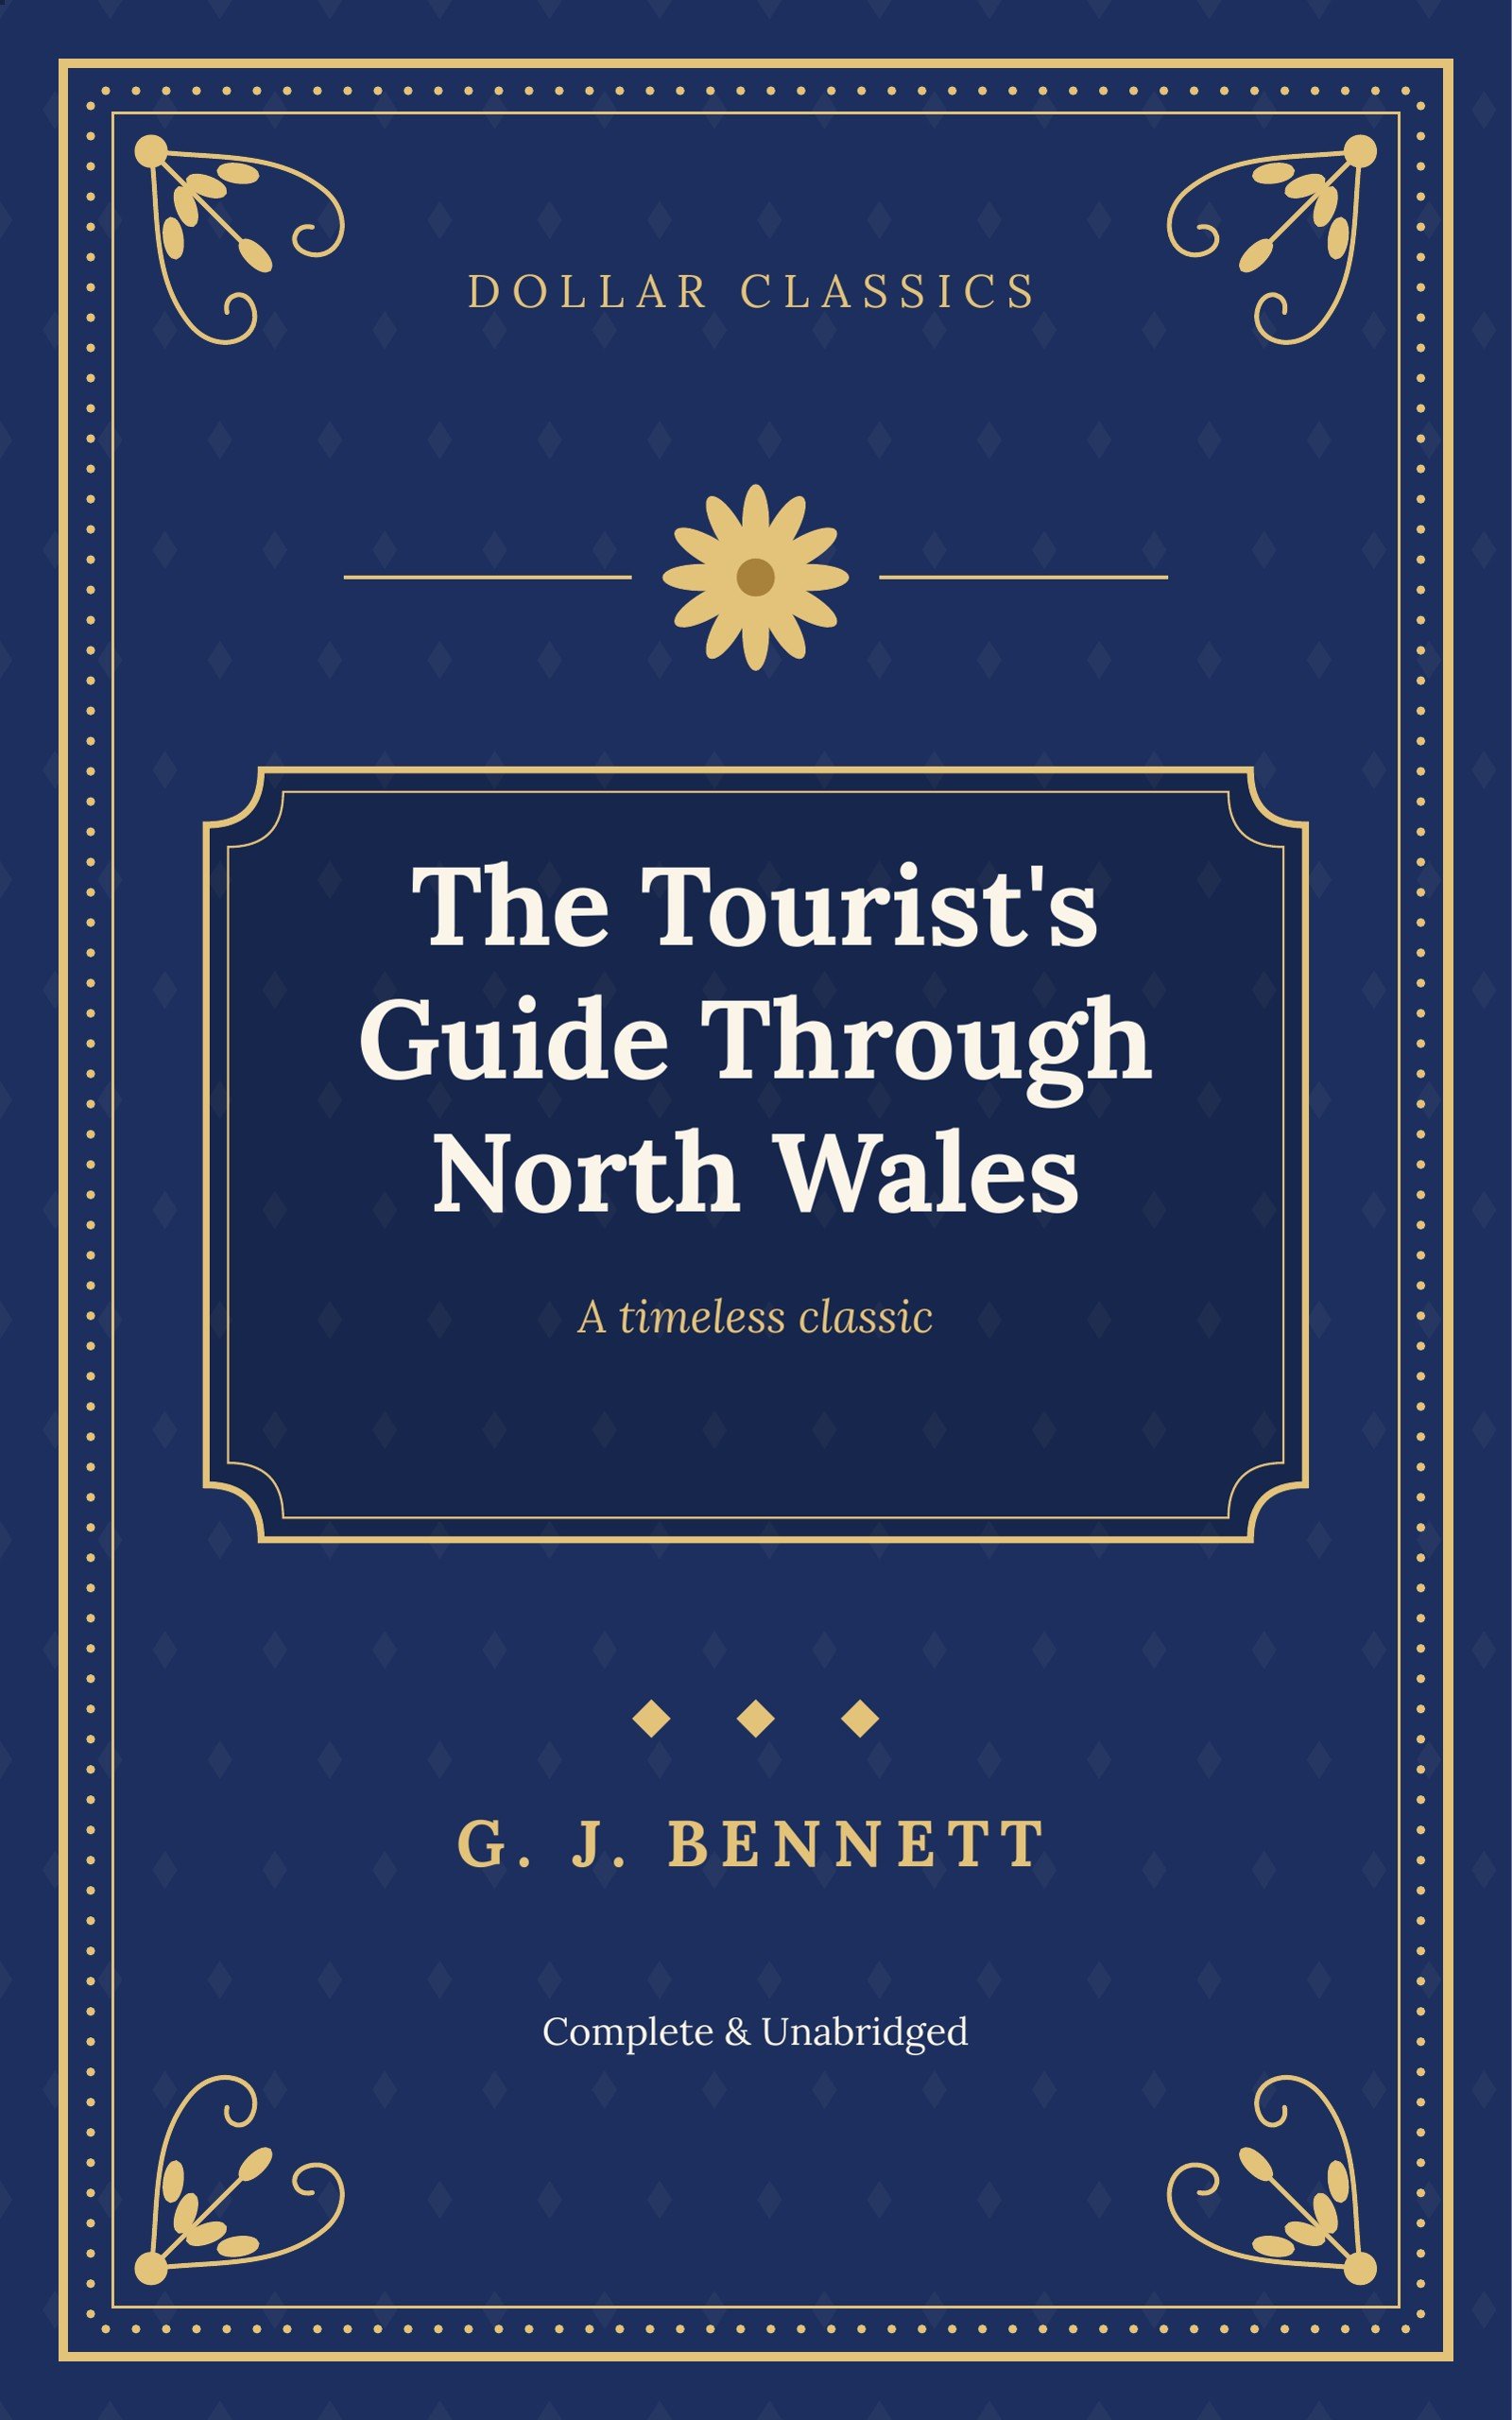 DOLLAR CLASSICS
The Tourist's
Guide Through
North Wales
A timeless classic
G. J. BENNETT
Complete & Unabridged